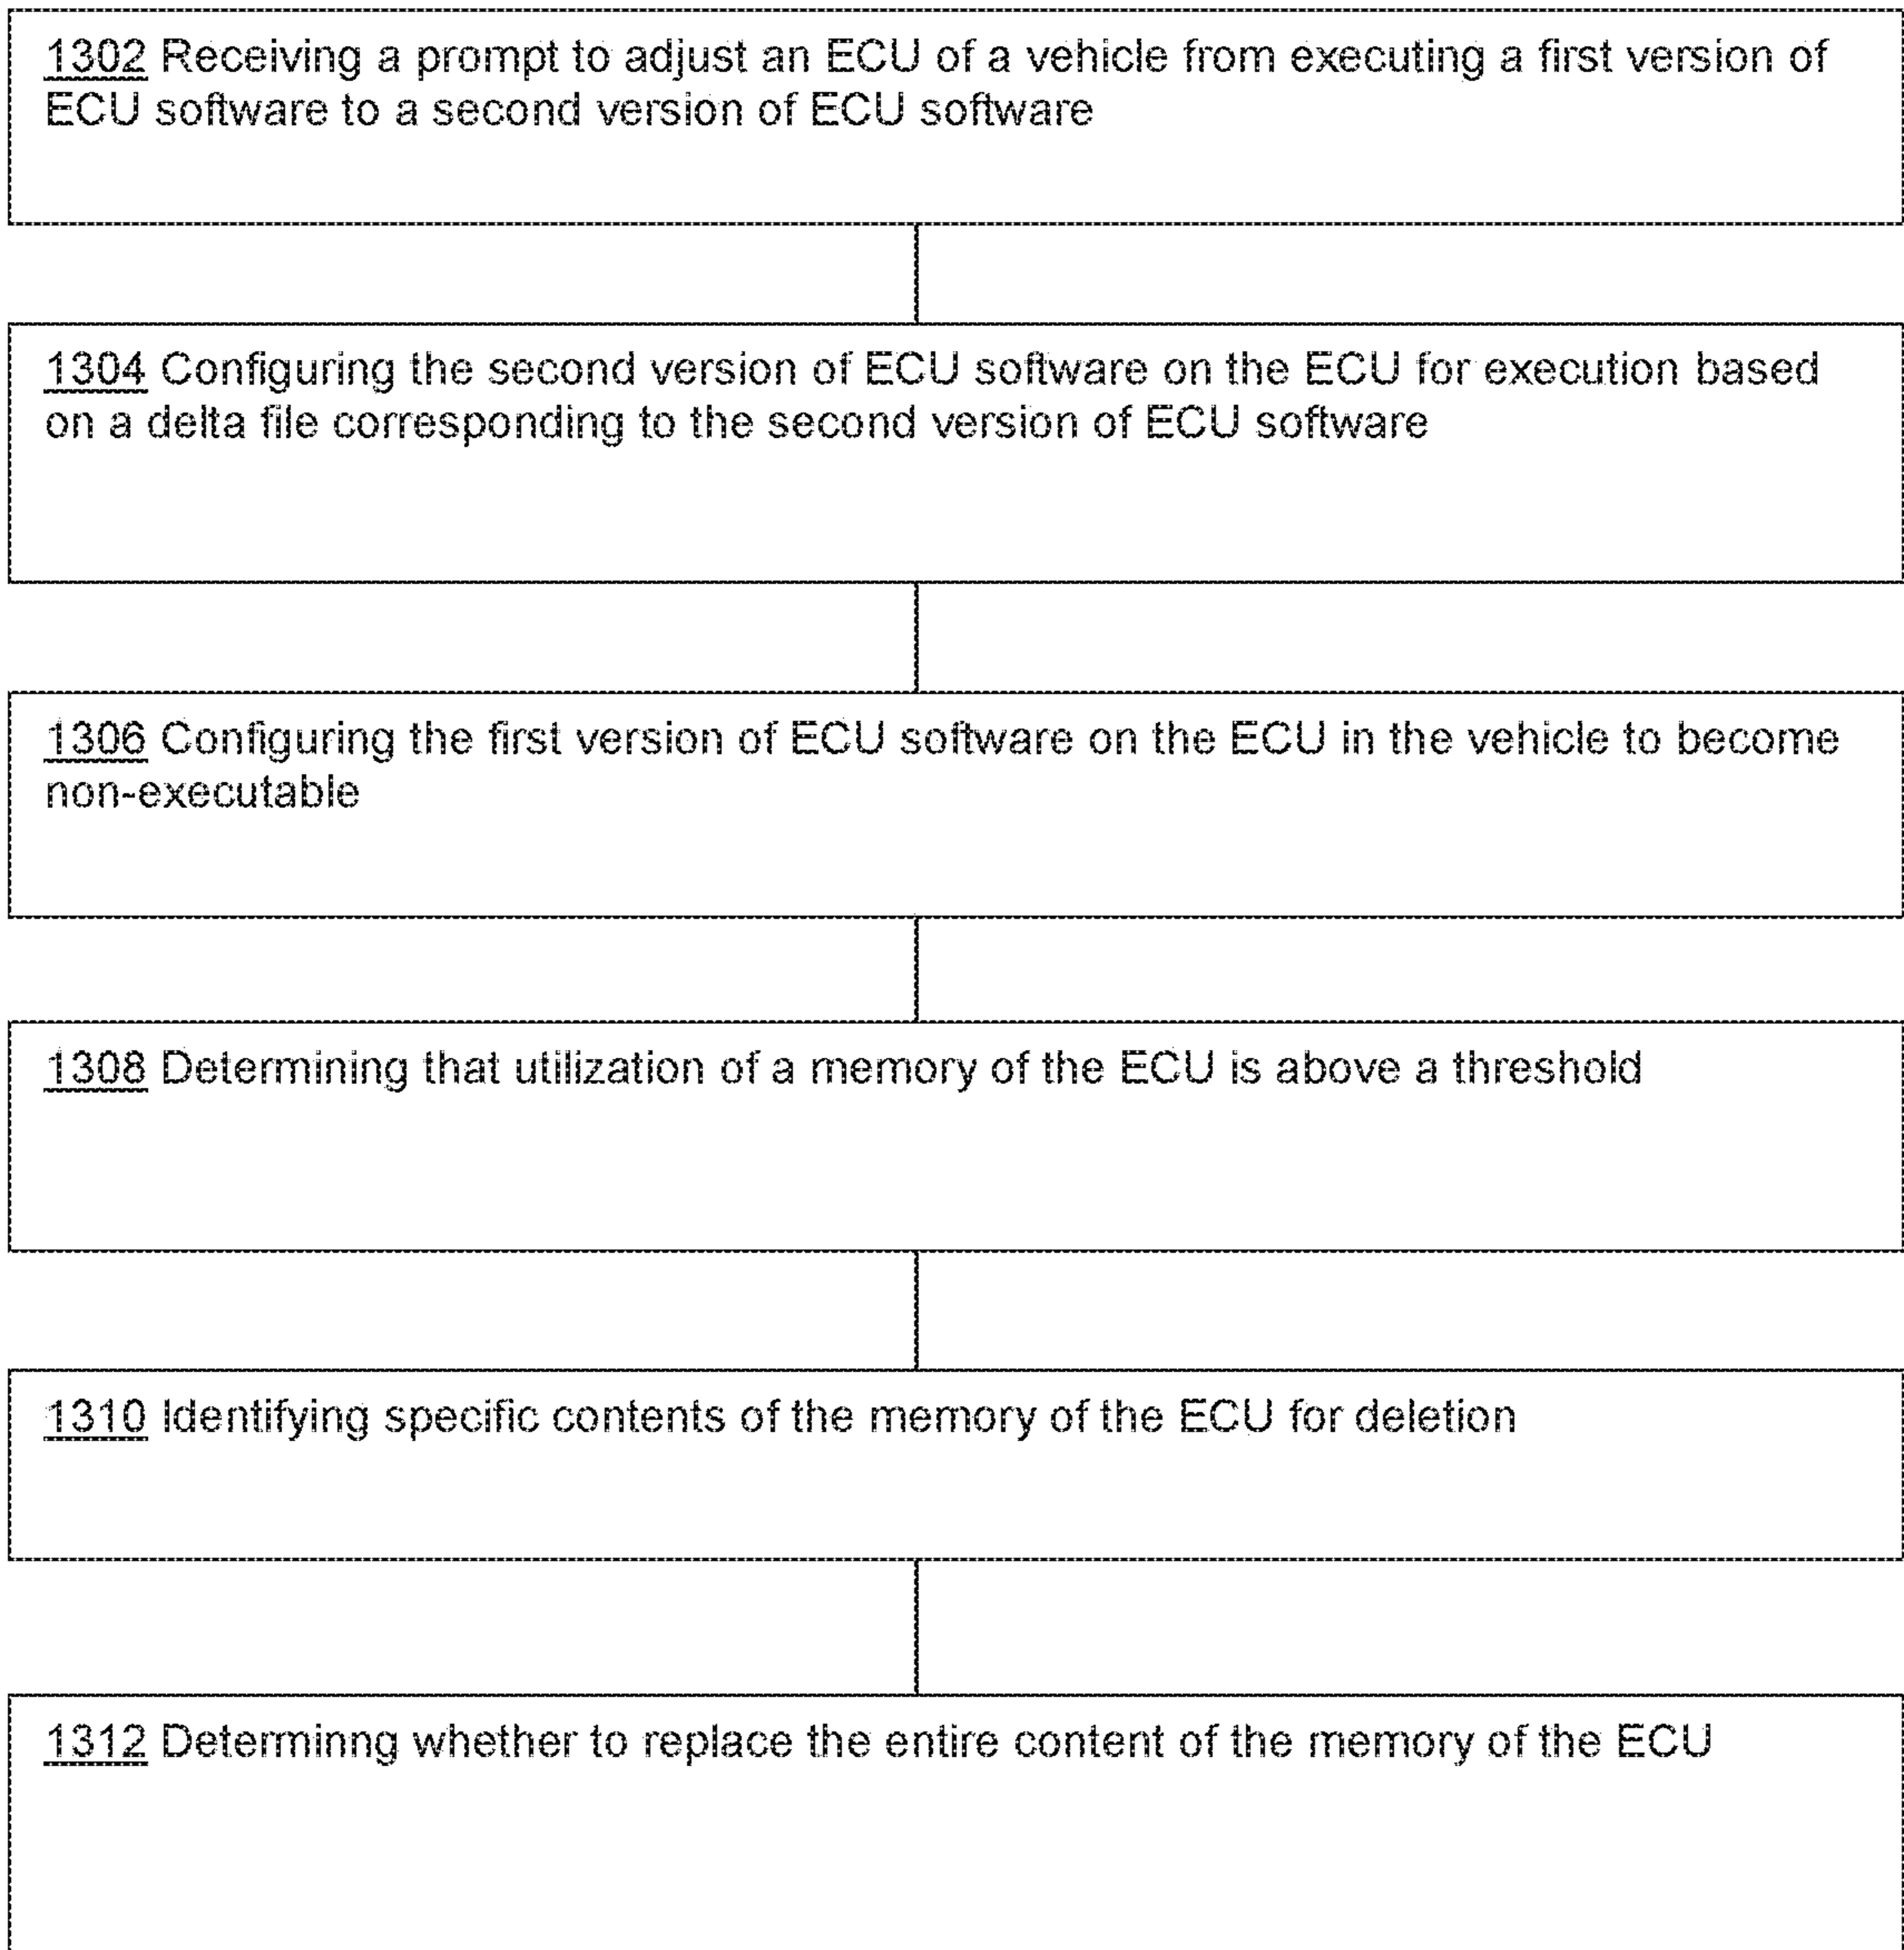 1302 Receiving a prompt to adjust an ECU of a vehicle from executing a first version of
ECU software to a second version of ECU software
1304 Configuring the second version of ECU software on the ECU for execution based
on a delta file corresponding to the second version of ECU software
1306 Configuring the first version of ECU software on the ECU in the vehicle to become
non-executable
1308 Determining that utilization of a memory of the ECU is above a threshold
1310 Identifying specific contents of the memory of the ECU for deletion
1312 Determinng whether to replace the entire content of the memory of the ECU